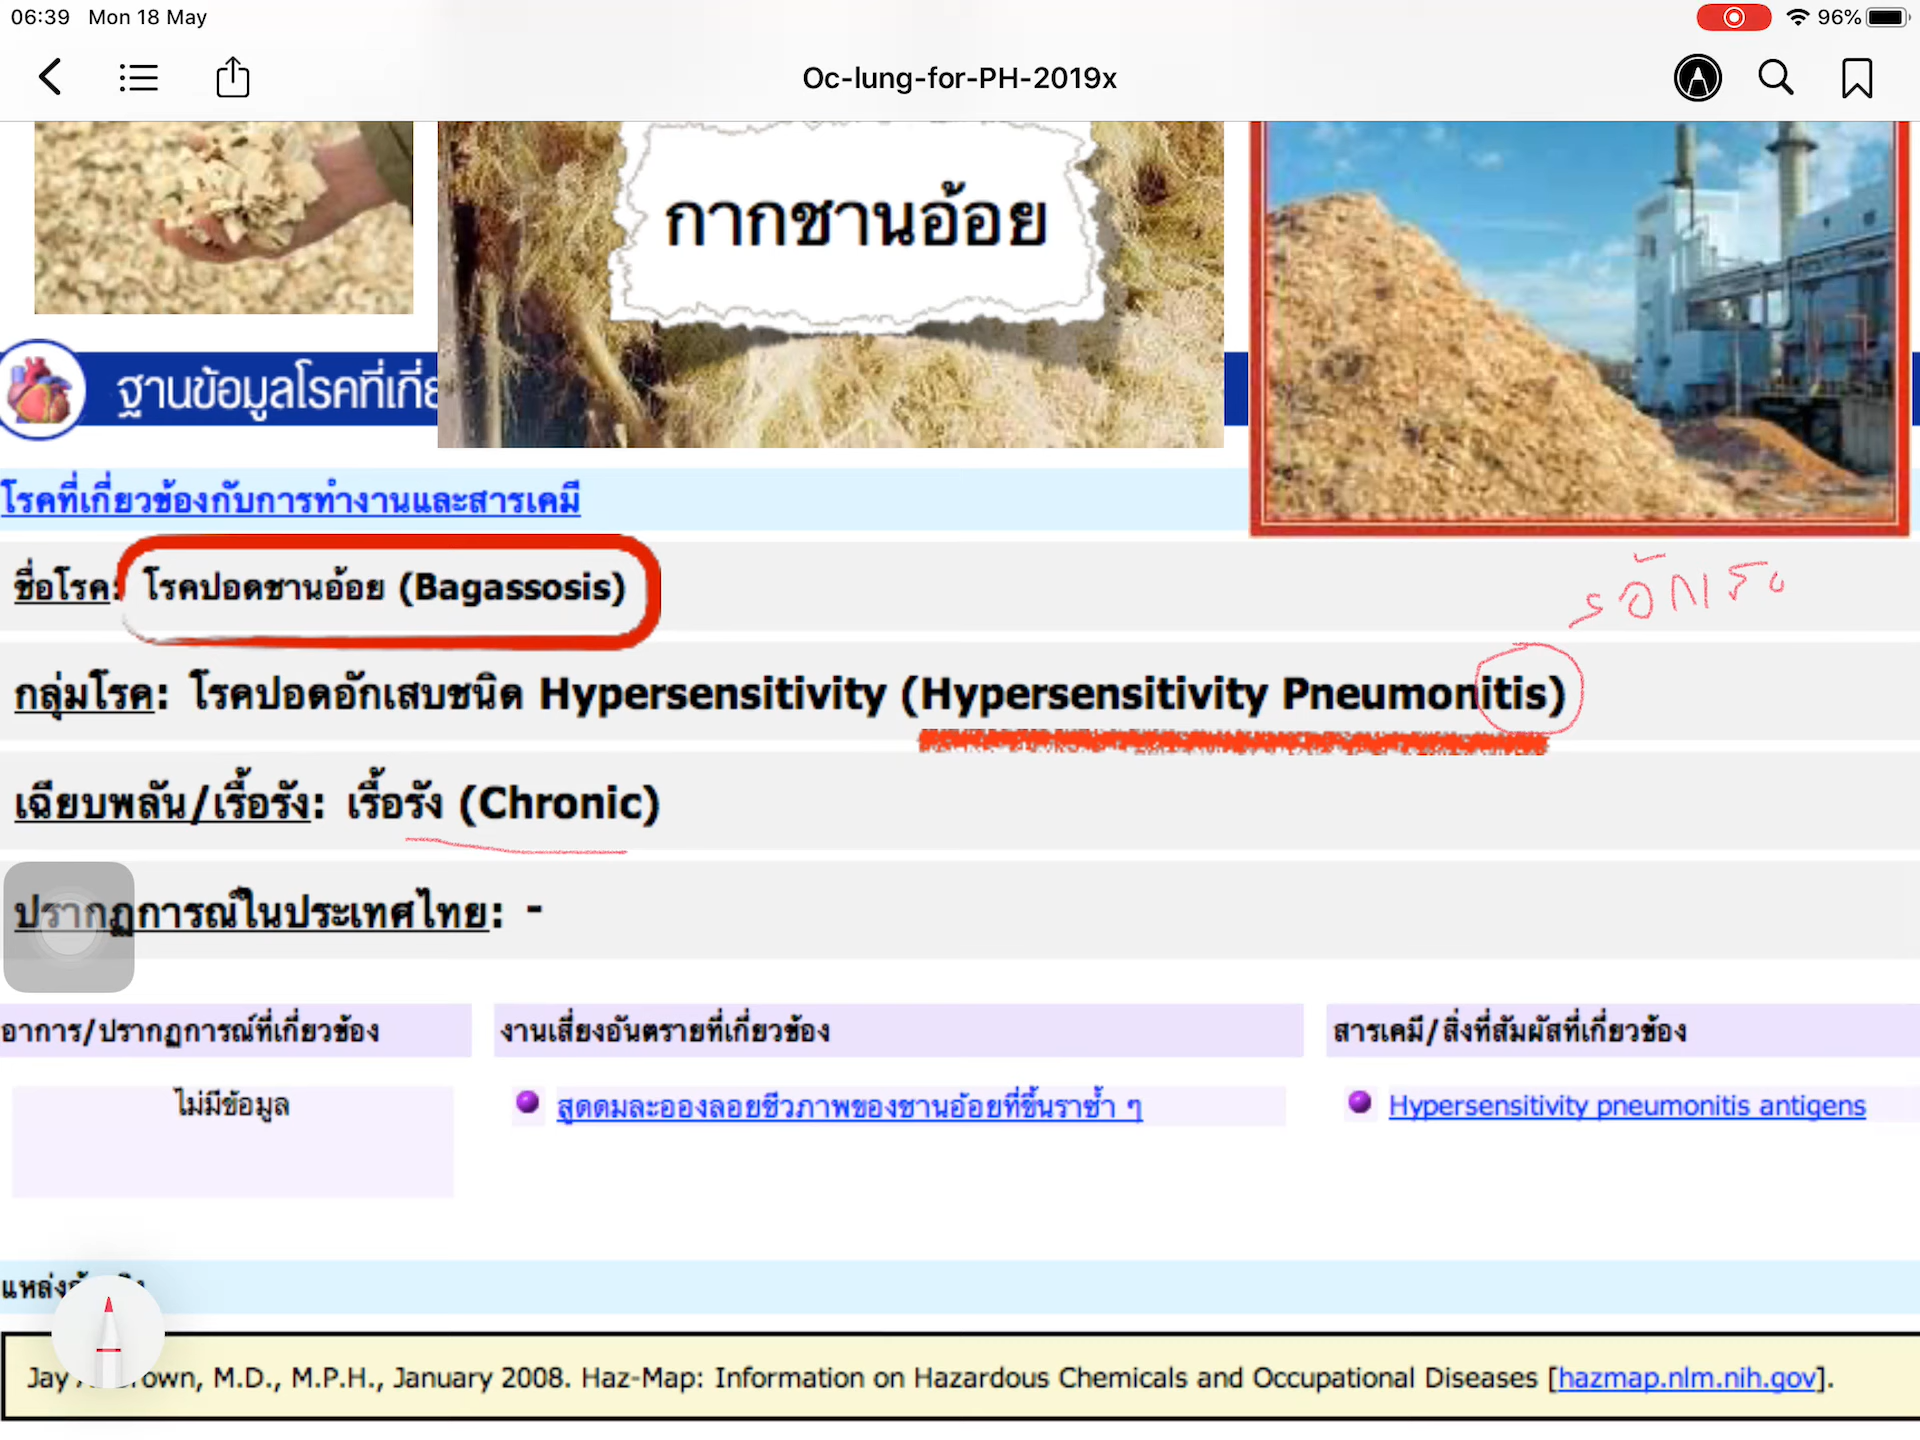 06:39 Mon 18 May
96%
Oc-lung-for-PH-2019x
กากชานอ้อย
ฐานข้อมูลโรคที่เกี่ย
โรคที่เกี่ยวข้องกับการทำงานและสารเคมี
ชื่อโรค: โรคปอดชานอ้อย (Bagassosis)
กลุ่มโรค: โรคปอดอักเสบชนิด Hypersensitivity (Hypersensitivity Pneumonitis)
เฉียบพลัน/เรื้อรัง: เรื้อรัง (Chronic)
ปรากฏการณ์ในประเทศไทย: -
อาการ/ปรากฏการณ์ที่เกี่ยวข้อง
ไม่มีข้อมูล
งานเสี่ยงอันตรายที่เกี่ยวข้อง
สูดดมละอองลอยชีวภาพของชานอ้อยที่ขึ้นราซ้ำ ๆ
สารเคมี/สิ่งที่สัมผัสที่เกี่ยวข้อง
Hypersensitivity pneumonitis antigens
Jay own, M.D., M.P.H., January 2008. Haz-Map: Information on Hazardous Chemicals and Occupational Diseases [hazmap.nlm.nih.gov].